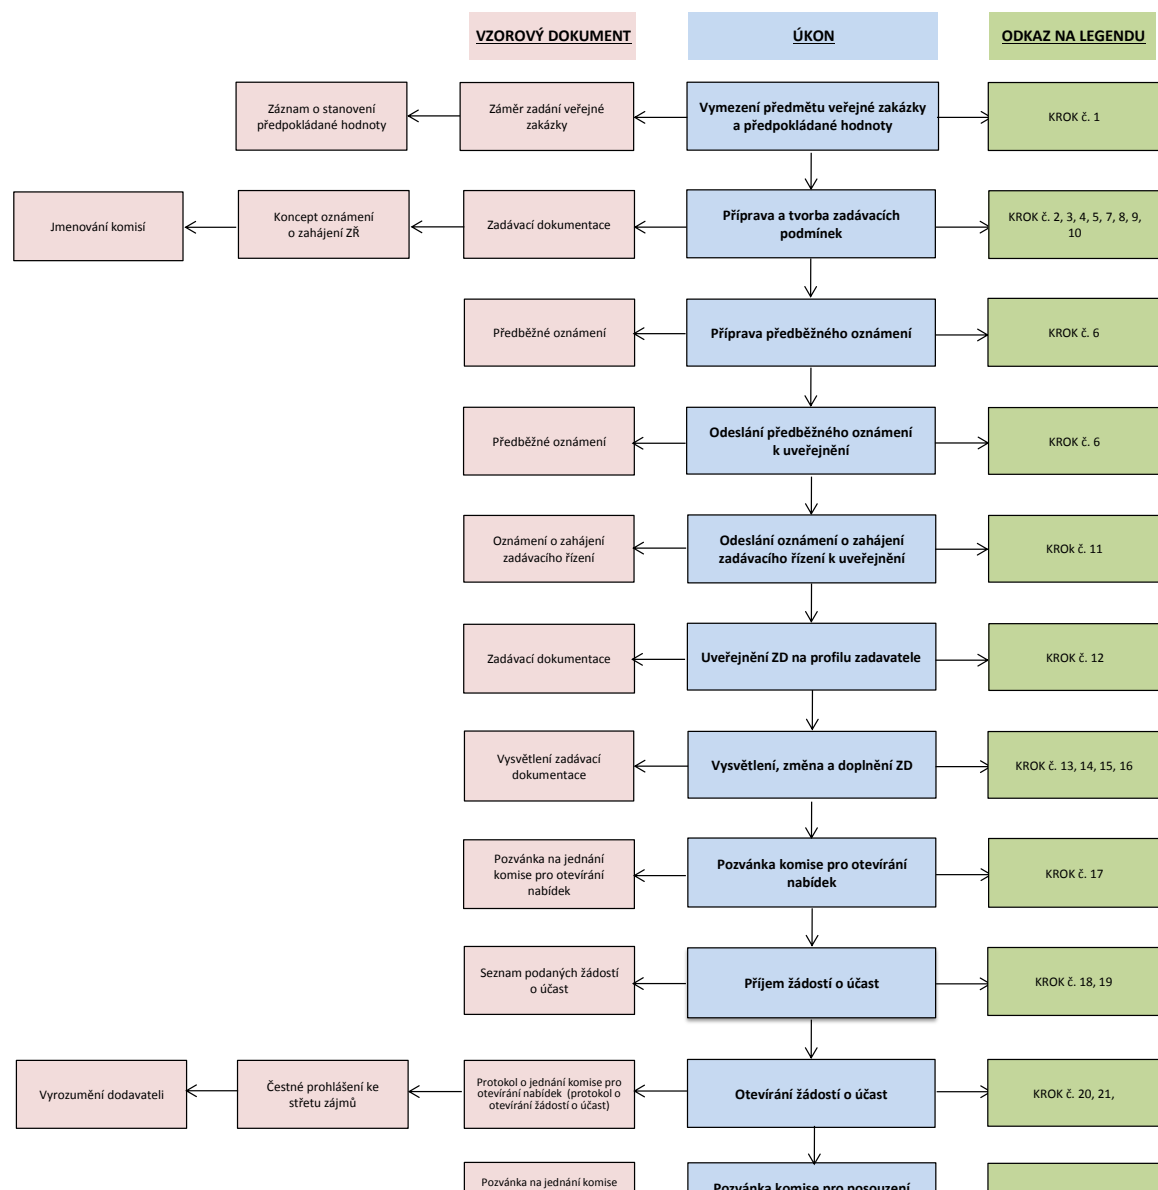 VZOROVÝ DOKUMENT
ÚKON
ODKAZ NA LEGENDU
Záznam o stanovení
předpokládané hodnoty
Záměr zadání veřejné
zakázky
Vymezení předmětu veřejné zakázky
a předpokládané hodnoty
KROK č. 1
Jmenování komisí
Koncept oznámení
o zahájení ZŘ
Zadávací dokumentace
Příprava a tvorba zadávacích
podmínek
KROK č. 2, 3, 4, 5, 7, 8, 9,
10
Předběžné oznámení
Příprava předběžného oznámení
KROK č. 6
Předběžné oznámení
Odeslání předběžného oznámení
k uveřejnění
KROK č. 6
Oznámení o zahájení
zadávacího řízení
Odeslání oznámení o zahájení
zadávacího řízení k uveřejnění
KROk č. 11
Zadávací dokumentace
Uveřejnění ZD na profilu zadavatele
KROK č. 12
Vysvětlení zadávací
dokumentace
Vysvětlení, změna a doplnění ZD
KROK č. 13, 14, 15, 16
Pozvánka na jednání
komise pro otevírání
nabídek
Pozvánka komise pro otevírání
nabídek
KROK č. 17
Seznam podaných žádostí
o účast
Příjem žádostí o účast
KROK č. 18, 19
Vyrozumění dodavateli
Čestné prohlášení ke
střetu zájmů
Protokol o jednání komise pro
otevírání nabídek (protokol o
otevírání žádostí o účast)
Otevírání žádostí o účast
KROK č. 20, 21,
Pozvánka na jednání komise
Pozvánka komise pro posouzení